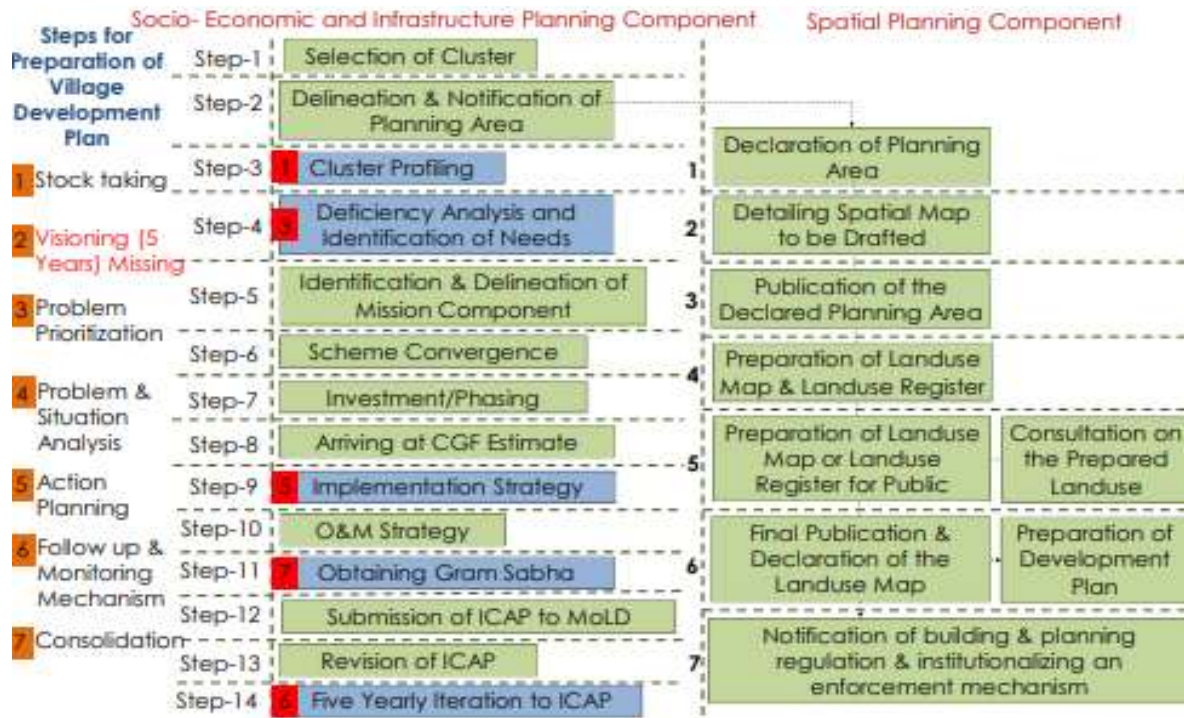 Socio- Economic and Infrastructure Planning Component
Spatial Planning Component
Steps for
Preparation of
Village
Development
Plan
1 Stock taking
2 Visioning (5
Years) Missing
3 Problem
Prioritization
4 Problem &
Situation
Analysis
5 Action
Planning
6 Follow up &
Monitoring
Mechanism
7 Consolidation
Step-1
Selection of Cluster
Step-2
Delineation & Notification of
Planning Area
Step-3
1 Cluster Profiling
Step-4
3 Deficiency Analysis and
Identification of Needs
Step-5
Identification & Delineation of
Mission Component
Step-6
Scheme Convergence
Step-7
Investment/Phasing
Step-8
Arriving at CGF Estimate
Step-9
5 Implementation Strategy
Step-10
O&M Strategy
Step-11
7 Obtaining Gram Sabha
Step-12
Submission of ICAP to MoLD
Step-13
Revision of ICAP
Step-14
6 Five Yearly Iteration to ICAP
1
Declaration of Planning
Area
2
Detailing Spatial Map
to be Drafted
3
Publication of the
Declared Planning Area
4
Preparation of Landuse
Map & Landuse Register
5
Preparation of Landuse
Map or Landuse
Register for Public
Consultation on
the Prepared
Landuse
6
Final Publication &
Declaration of the
Landuse Map
Preparation of
Development
Plan
7
Notification of building & planning
regulation & institutionalizing an
enforcement mechanism